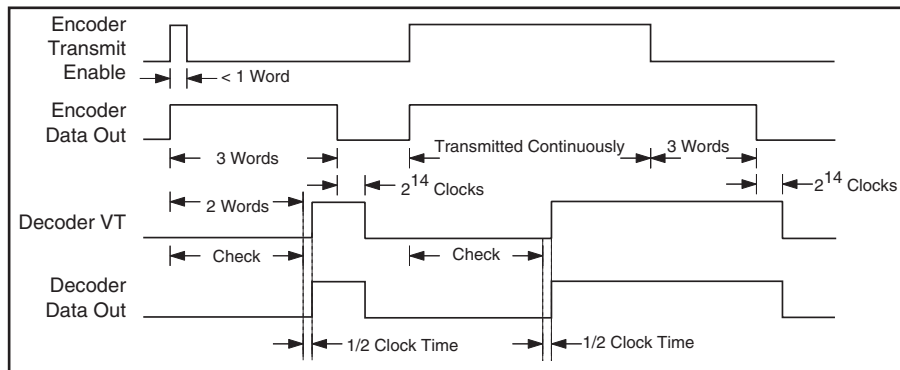 Encoder
Transmit
Enable
< 1 Word
Encoder
Data Out
3 Words
Transmitted Continuously
3 Words
2^14 Clocks
2^14 Clocks
2 Words
Decoder VT
Check
Check
Decoder
Data Out
1/2 Clock Time
1/2 Clock Time